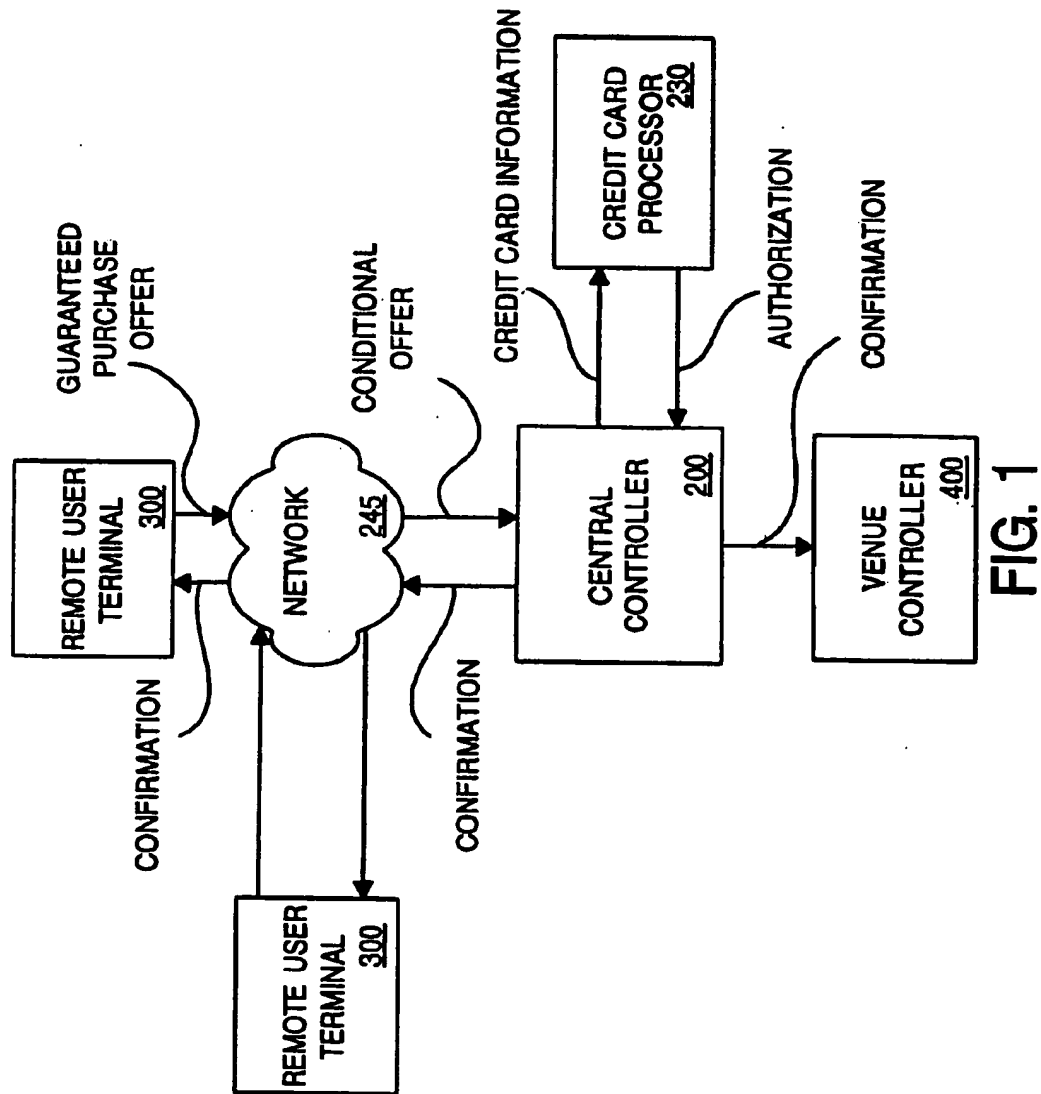 GUARANTEED
PURCHASE
OFFER
REMOTE USER
TERMINAL
300
CONFIRMATION
NETWORK
245
CONDITIONAL
OFFER
CONFIRMATION
REMOTE USER
TERMINAL
300
CREDIT CARD INFORMATION
CENTRAL
CONTROLLER
200
CREDIT CARD
PROCESSOR
230
AUTHORIZATION
CONFIRMATION
VENUE
CONTROLLER
400
FIG. 1